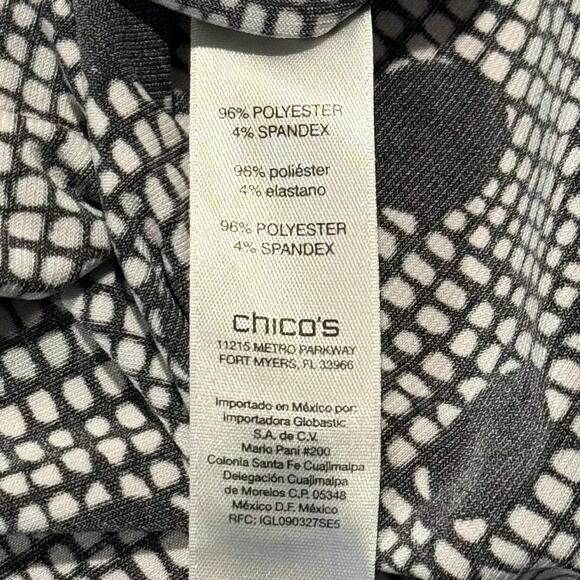 96% POLYESTER
4% SPANDEX
96% poliéster
4% elastano
96% POLYESTER
4% SPANDEX
chico's
11215 METRO PARKWAY
FORT MYERS, FL 33966
Importado en México por:
Importadora Globastic
S.A. de C.V.
Mario Pani #200
Colonia Santa Fe Cuajimalpa
Delegación Cuajimalpa
de Morelos C.P. 05348
México D.F. México
RFC: IGL090327SE5